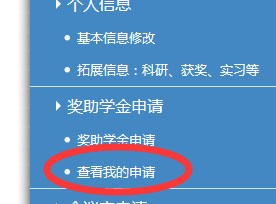 个人信息
基本信息修改
拓展信息：科研、获奖、实习等
奖助学金申请
奖助学金申请
查看我的申请